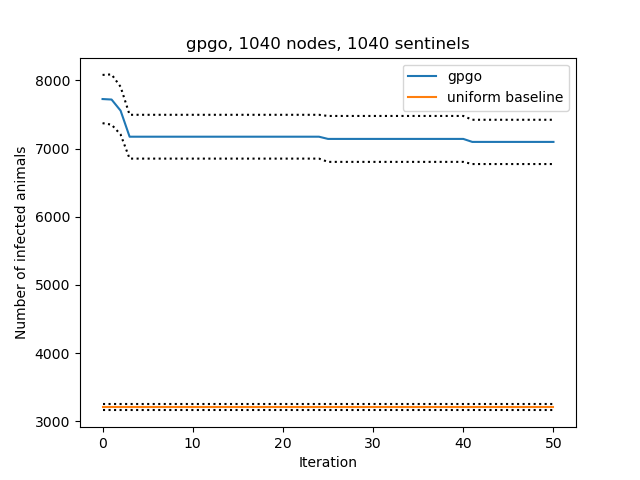 gpgo, 1040 nodes, 1040 sentinels
gpgo
uniform baseline
Number of infected animals
8000
7000
6000
5000
4000
3000
0 10 20 30 40 50
Iteration